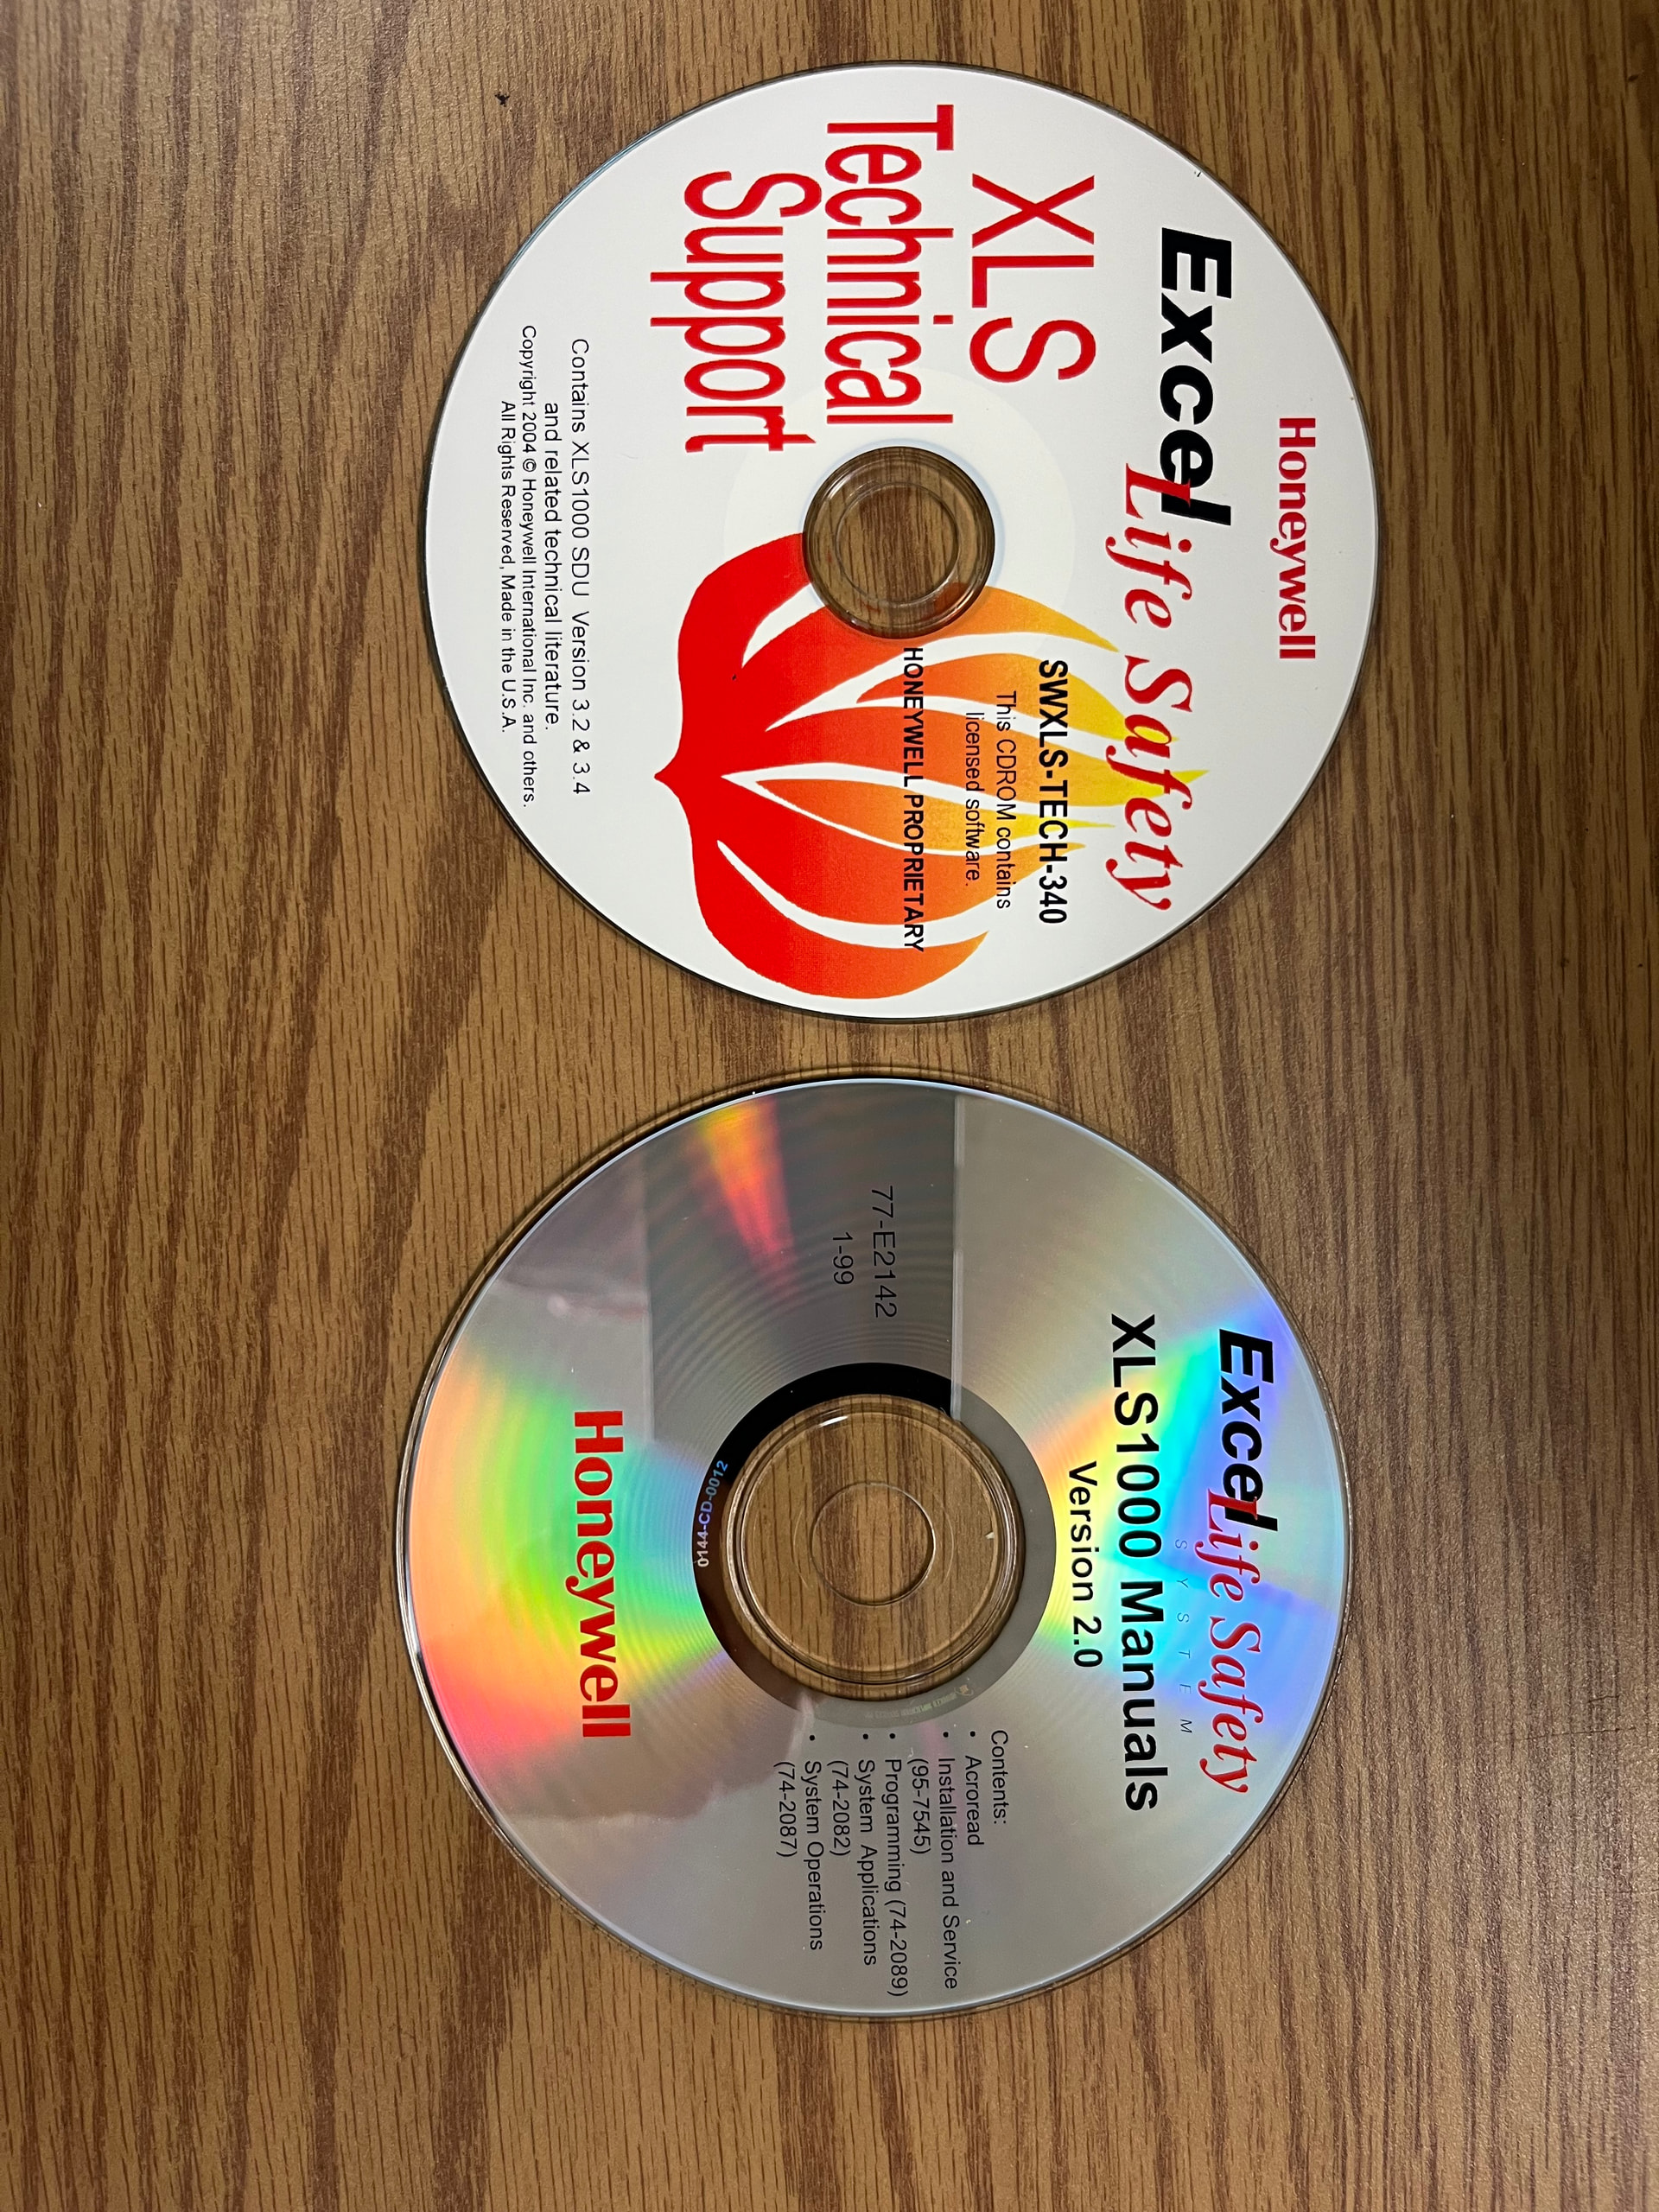 Honeywell
Excel Life Safety
XLS
Technical
Support
SWXLS-TECH-340
This CDROM contains
licensed software.
HONEYWELL PROPRIETARY
Contains XLS1000 SDU Version 3.2 & 3.4
and related technical literature.
Copyright 2004 © Honeywell International Inc. and others.
All Rights Reserved, Made in the U.S.A.
Excel Life Safety
SYSTEM
XLS1000 Manuals
Version 2.0
77-E2142
1-99
Contents:
• Acroread
• Installation and Service
(95-7545)
• Programming (74-2089)
• System Applications
(74-2082)
• System Operations
(74-2087)
0144-CD-0012
Honeywell